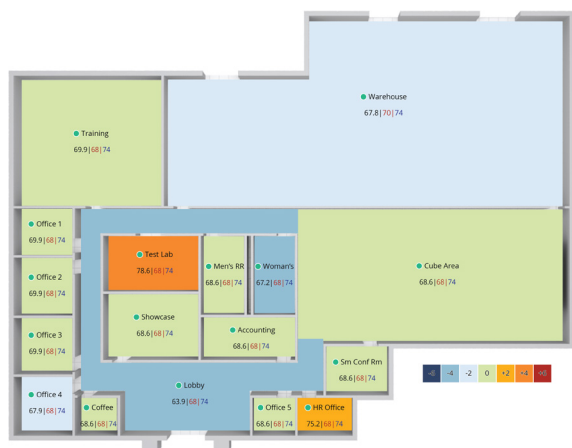 Warehouse
67.8|70|74
Training
69.9|68|74
Office 1
69.9|68|74
Test Lab
78.6|68|74
Men's RR
68.6|68|74
Woman's
67.2|68|74
Cube Area
68.6|68|74
Office 2
69.9|68|74
Showcase
68.6|68|74
Accounting
68.6|68|74
Office 3
69.9|68|74
Sm Conf Rm
68.6|68|74
-8 -4 -2 0 +2 +4 +8
Lobby
63.9|68|74
Office 4
67.9|68|74
Coffee
68.6|68|74
Office 5
68.6|68|74
HR Office
75.2|68|74